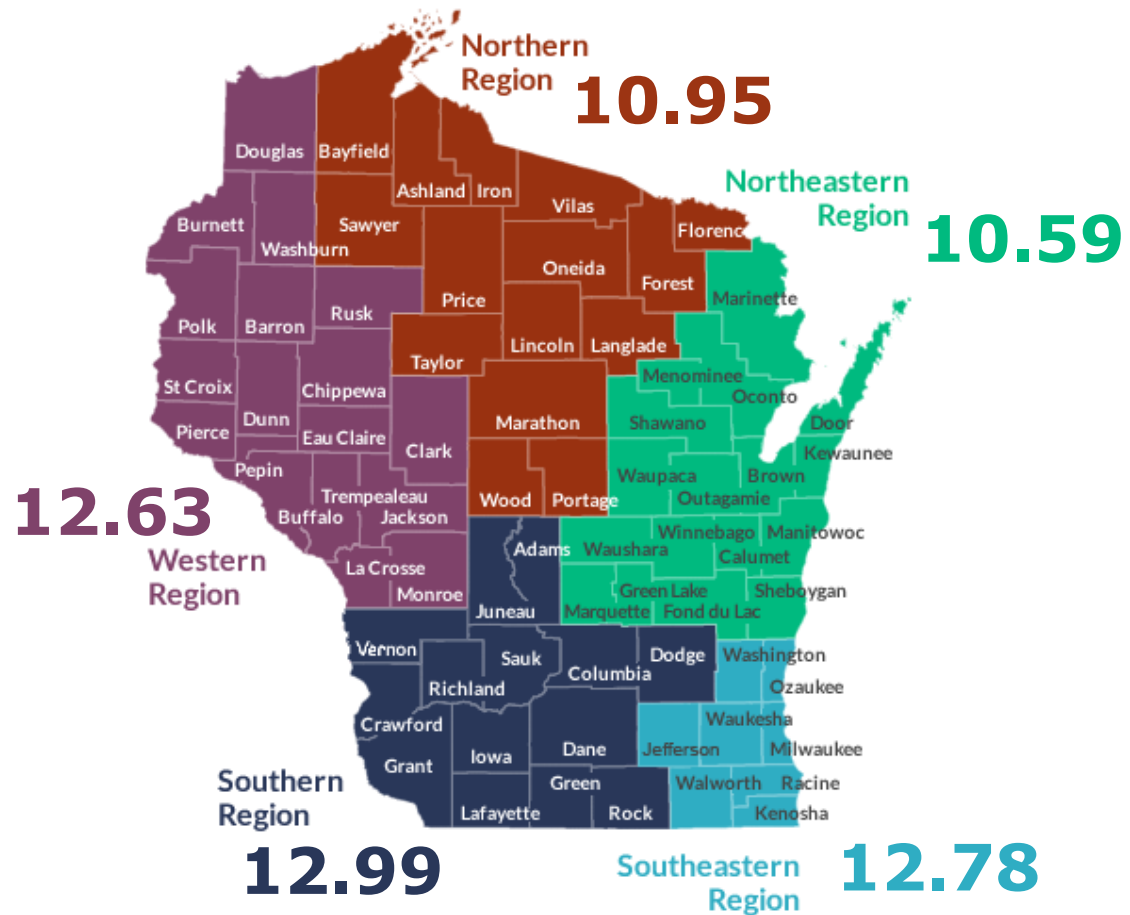 Northern
Region 10.95
Northeastern
Region 10.59
Douglas Bayfield
Ashland Iron
Vilas
Burnett Sawyer Florenc
Washburn
Oneida
Forest
Price Marinette
Rusk
Polk Barron
Lincoln Langlade
Taylor
Menominee
St Croix Chippewa
Oconto
Dunn Marathon Shawano Door
Pierce Eau Claire
Clark Kewaunee
Pepin Waupaca Brown
Trempealeau Wood Portage Outagamie
12.63
Buffalo Jackson
Winnebago Manitowoc
Western
Region
Adams Waushara Calumet
La Crosse
Monroe Green Lake Sheboygan
Juneau Marquette Fond du Lac
Vernon Sauk Dodge Washington
Columbia
Richland Ozaukee
Crawford Waukesha
Iowa Dane Jefferson Milwaukee
Grant
Southern
Region
Green Walworth Racine
Lafayette Rock Kenosha
12.99
Southeastern
Region 12.78